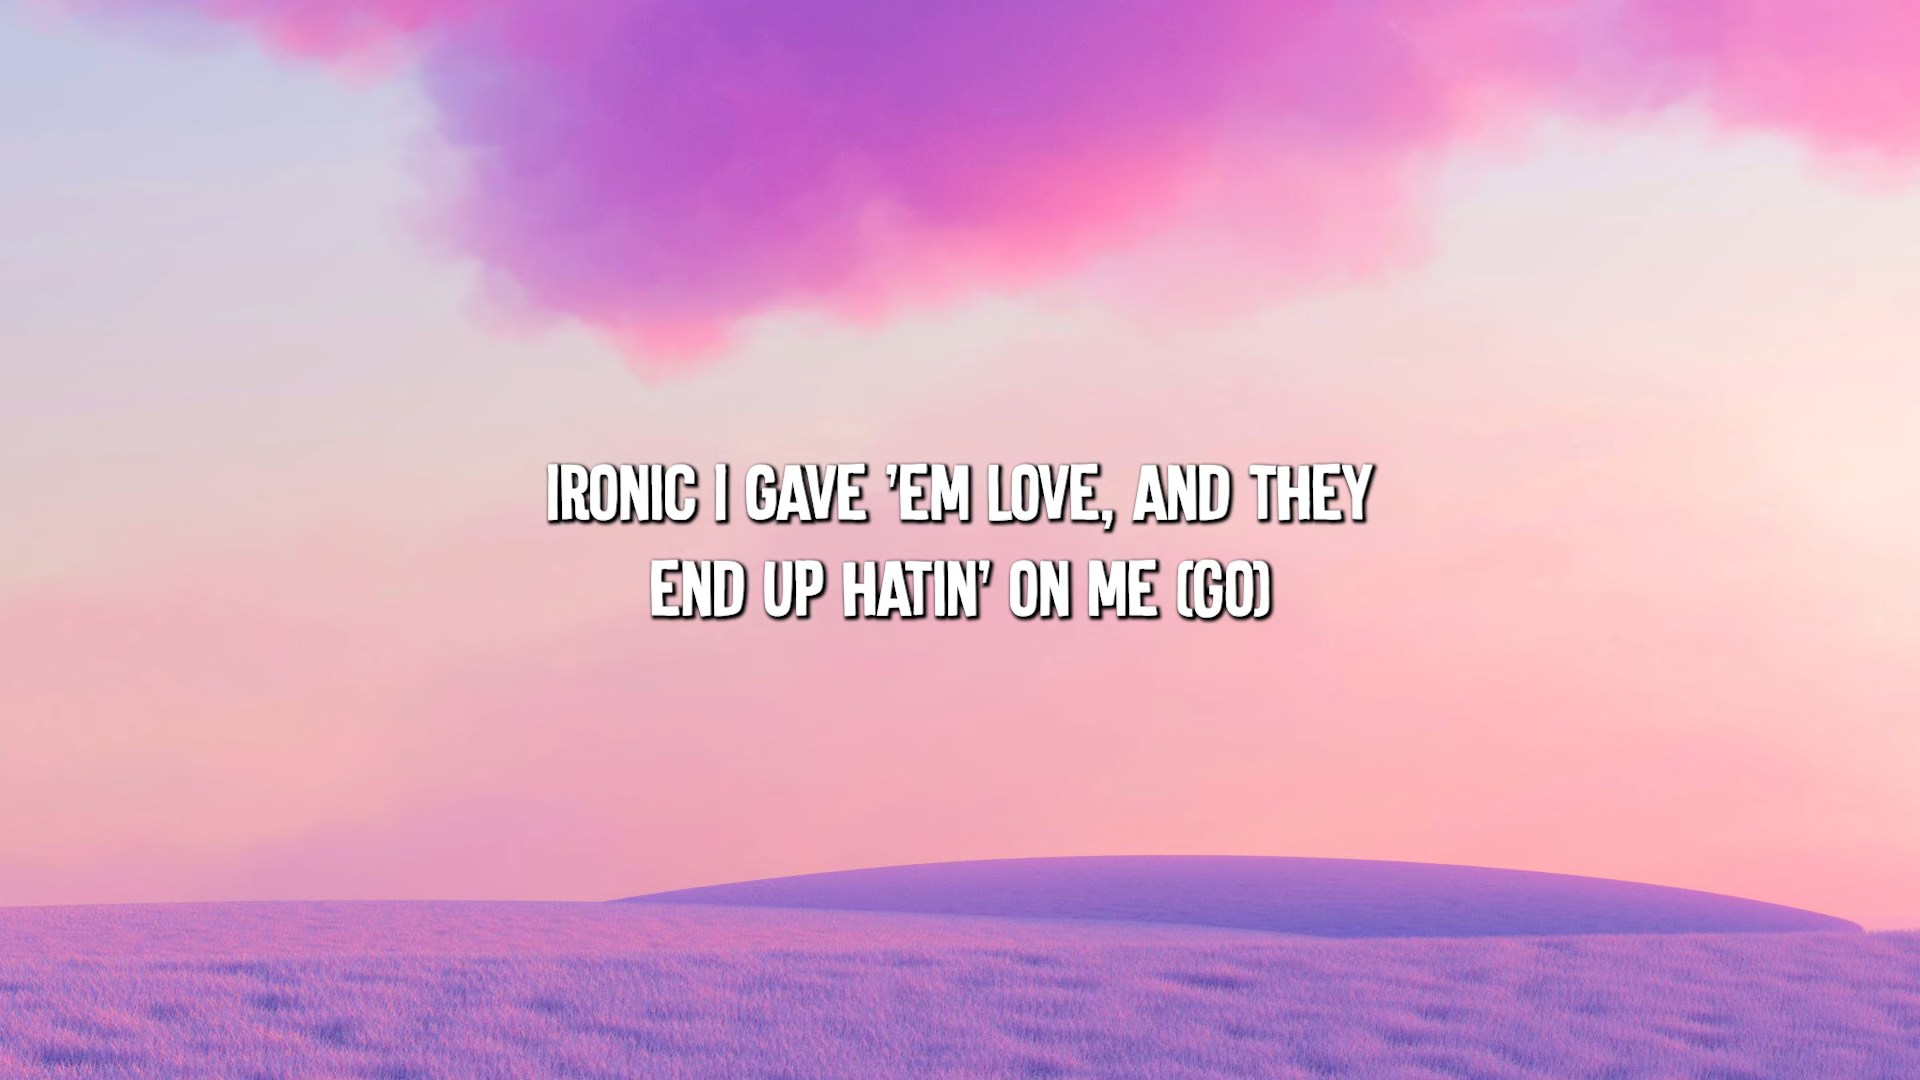 IRONIC I GAVE 'EM LOVE, AND THEY
END UP HATIN' ON ME (GO)